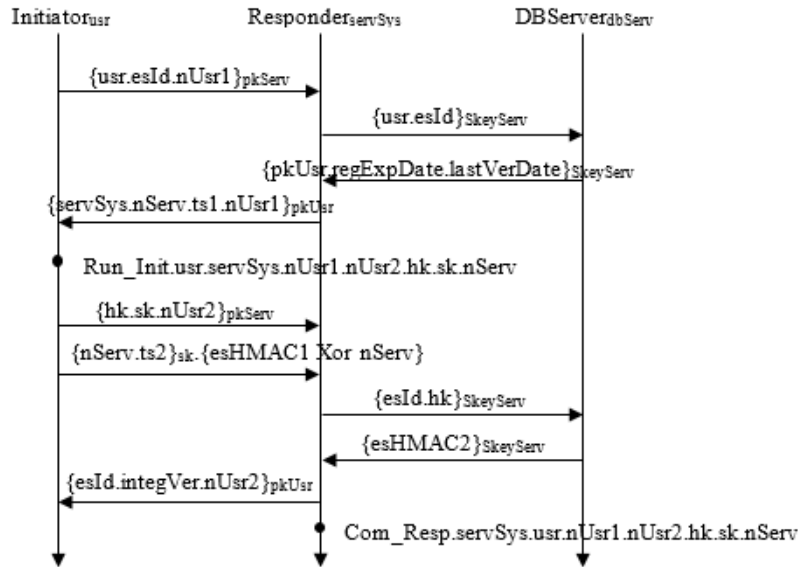 Initiatorusr Responderservsys DBServerdbServ
{usr.esId.nUsr1}pkServ
{usr.esId}SkeyServ
{pkUsr.regExpDate.lastVerDate}SkeyServ
{servSys.nServ.ts1.nUsr1}pkUsr
Run_Init.usr.servSys.nUsr1.nUsr2.hk.sk.nServ
{hk.sk.nUsr2}pkServ
{nServ.ts2}sk.{esHMAC1 Xor nServ}
{esId.hk}SkeyServ
{esHMAC2}SkeyServ
{esId.integVer.nUsr2}pkUsr
Com_Resp.servSys.usr.nUsr1.nUsr2.hk.sk.nServ